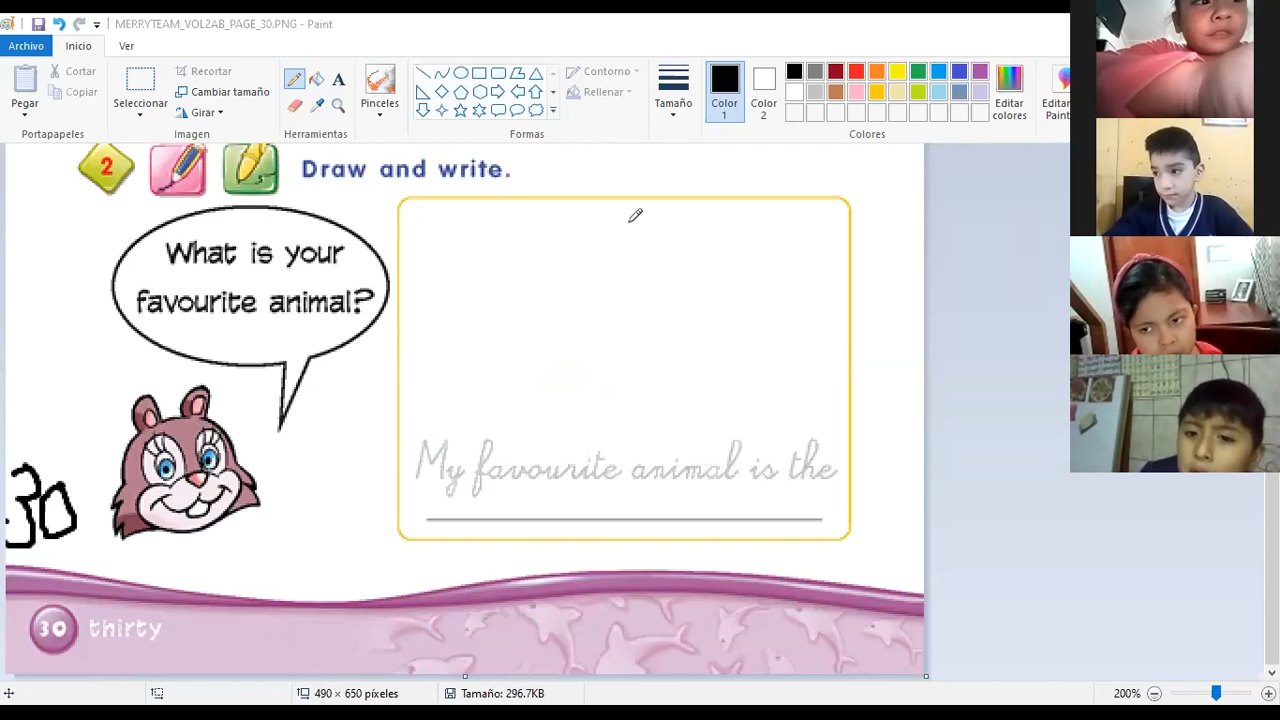 MERRYTEAM_VOL2AB_PAGE_30.PNG - Paint
Archivo Inicio Ver
Pegar
Cortar
Copiar
Portapapeles
Seleccionar
Recortar
Cambiar tamaño
Girar
Imagen
A
Herramientas
Pinceles
Contorno
Rellenar
Formas
Tamaño
Color
1
Color
2
Editar
colores
Colores
Editar
Paint
2 Draw and write.
What is your
favourite animal?
My favourite animal is the
30
30 thirty
490 × 650 píxeles
Tamaño: 296.7KB
200%